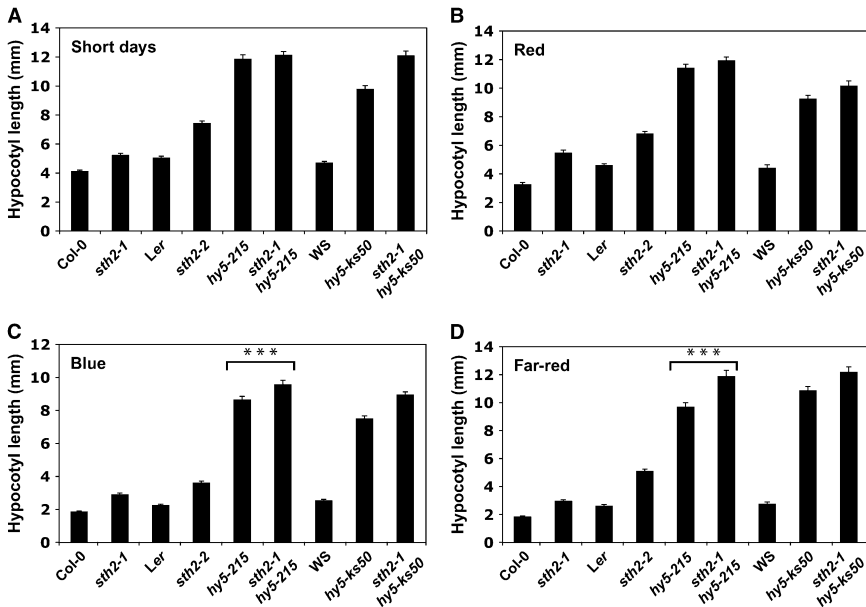 A
Short days
Hypocotyl length (mm)
14
12
10
8
6
4
2
0
Col-0
sth2-1
Ler
sth2-2
hy5-215
sth2-1
hy5-215
WS
hy5-ks50
sth2-1
hy5-ks50
B
Red
Hypocotyl length (mm)
14
12
10
8
6
4
2
0
Col-0
sth2-1
Ler
sth2-2
hy5-215
sth2-1
hy5-215
WS
hy5-ks50
sth2-1
hy5-ks50
C
Blue
* * *
Hypocotyl length (mm)
12
10
8
6
4
2
0
Col-0
sth2-1
Ler
sth2-2
hy5-215
sth2-1
hy5-215
WS
hy5-ks50
sth2-1
hy5-ks50
D
Far-red
* * *
Hypocotyl length (mm)
14
12
10
8
6
4
2
0
Col-0
sth2-1
Ler
sth2-2
hy5-215
sth2-1
hy5-215
WS
hy5-ks50
sth2-1
hy5-ks50